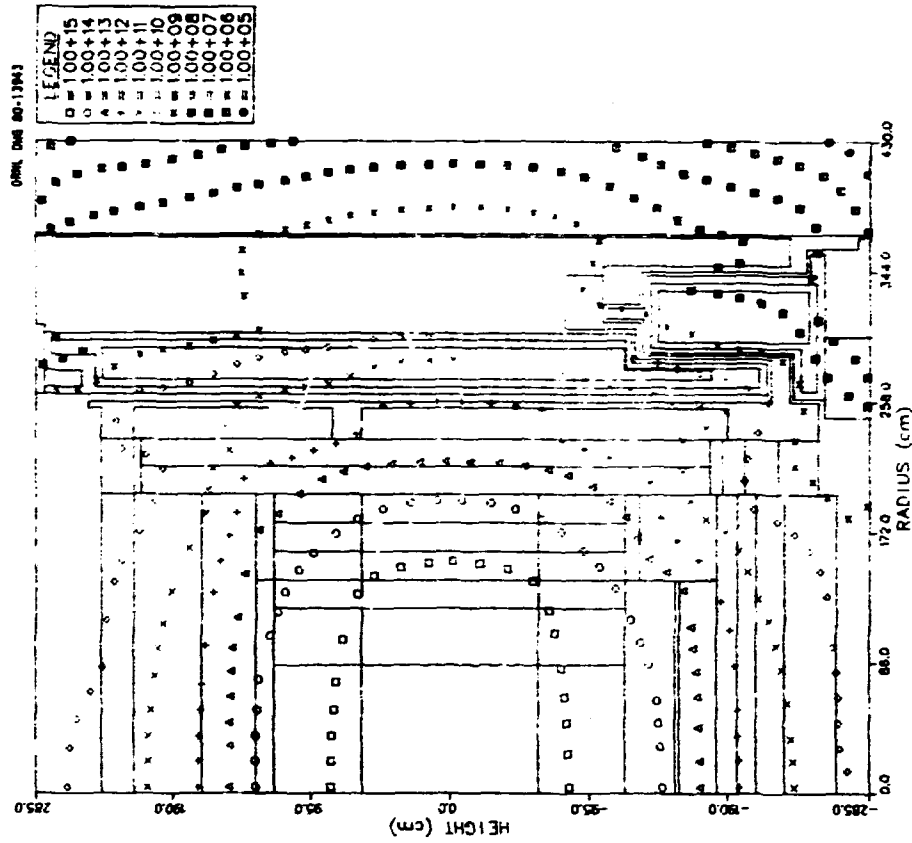 ORNL DWG 80-13943
LEGEND
□ = 1.00+15
○ = 1.00+14
△ = 1.00+13
+ = 1.00+12
1.00+11
1.00+10
1.00+09
1.00+08
1.00+07
1.00+06
1.00+05
HEIGHT (cm)
285.0
190.0
95.0
0.0
-95.0
-190.0
-285.0
0.0
172.0
258.0
344.0
430.0
RADIUS (cm)